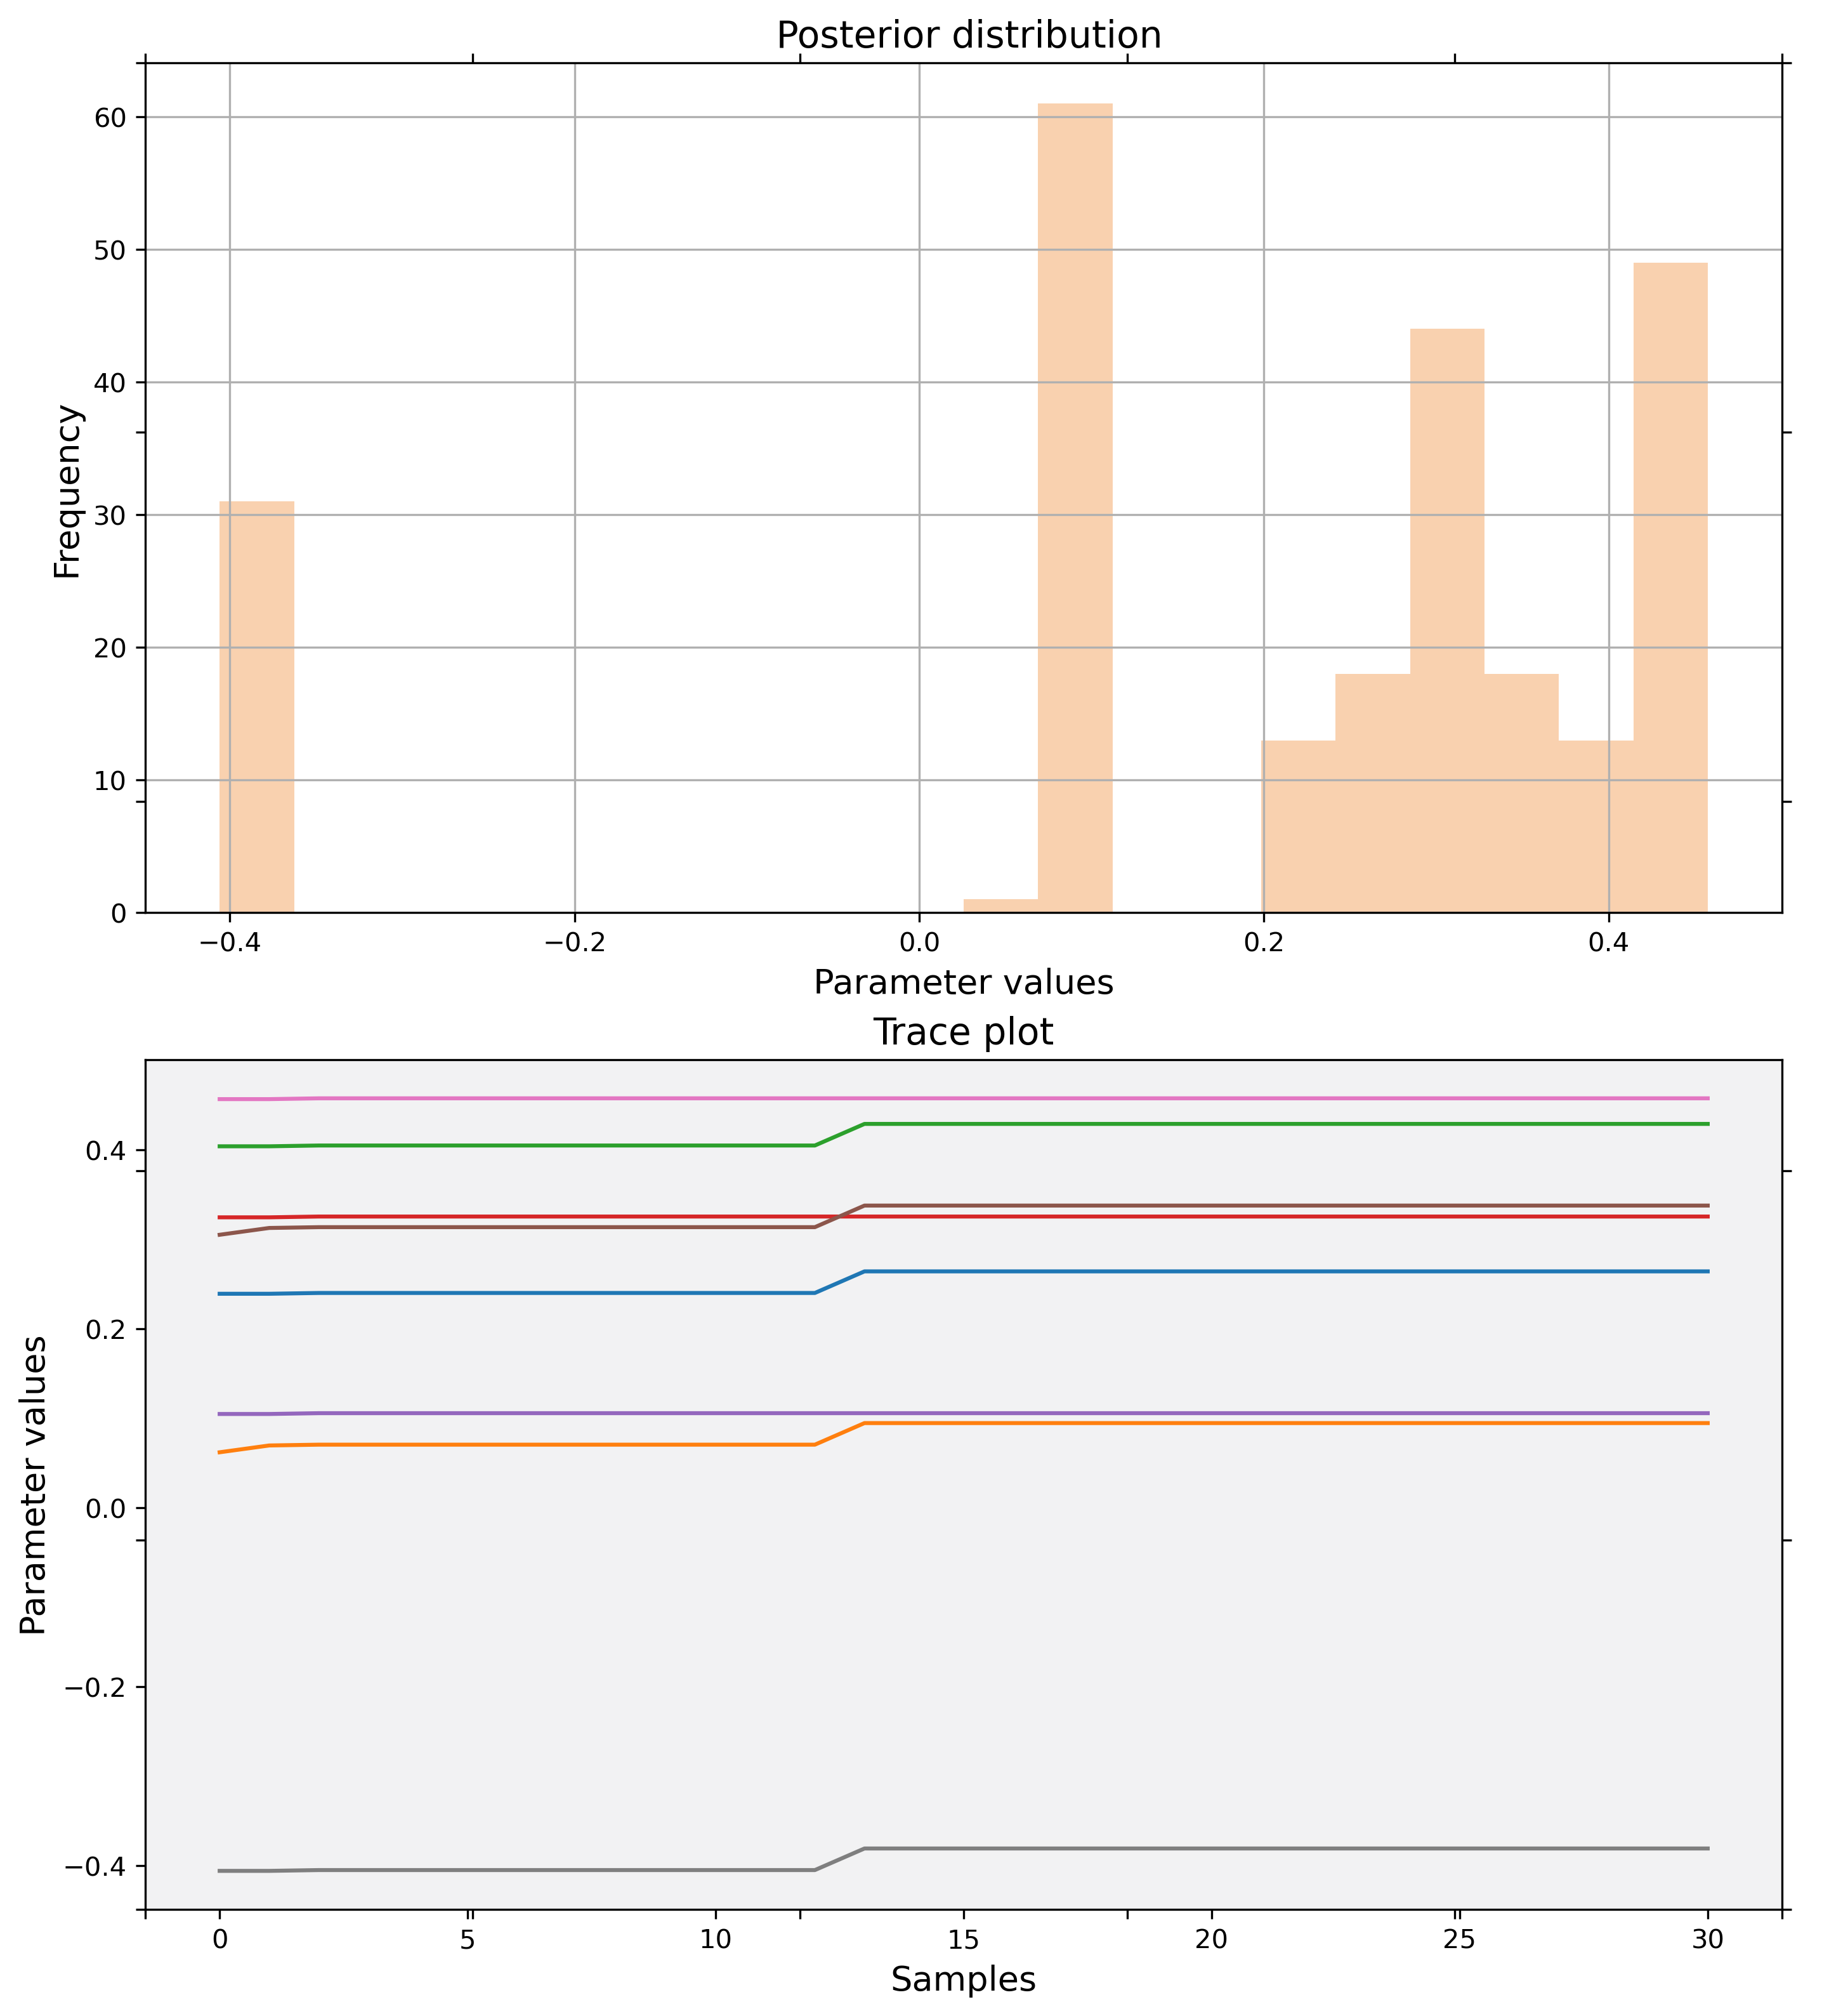 Posterior distribution
60
50
40
30
20
10
0
Frequency
−0.4 −0.2 0.0 0.2 0.4
Parameter values
Trace plot
0.4
0.2
0.0
−0.2
−0.4
Parameter values
0 5 10 15 20 25 30
Samples